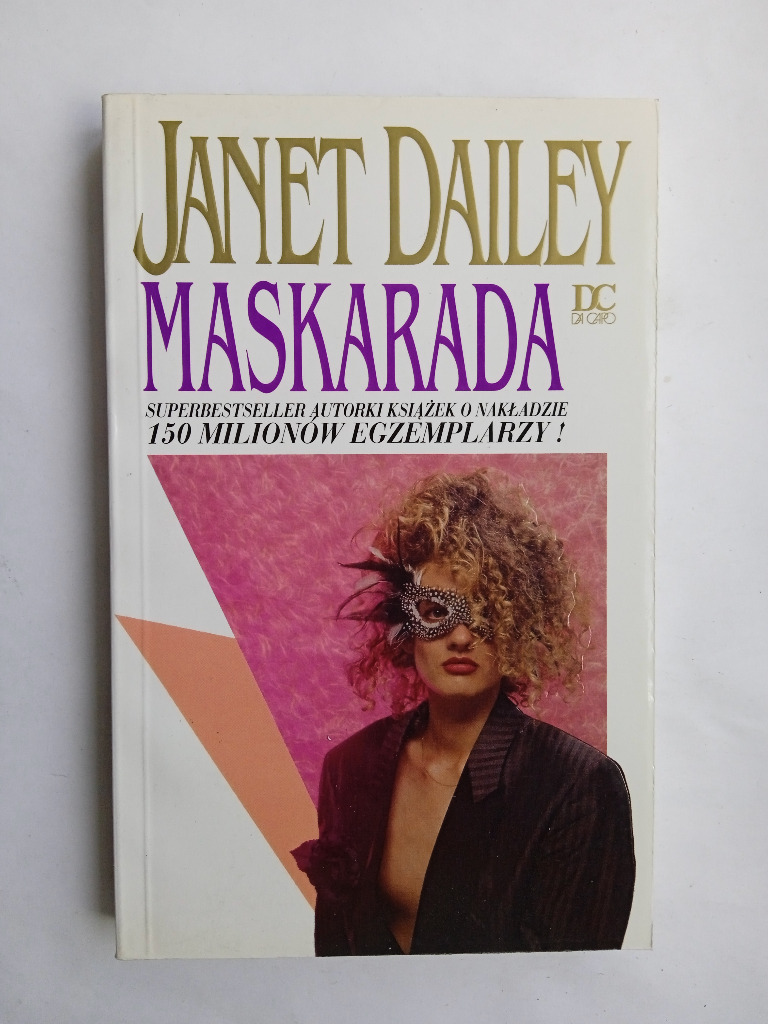 JANET DAILEY
MASKARADA
DC
DA CAPO
SUPERBESTSELLER AUTORKI KSIĄŻEK O NAKŁADZIE
150 MILIONÓW EGZEMPLARZY !